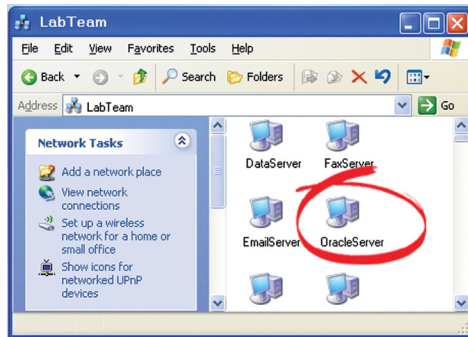 LabTeam
File Edit View Favorites Tools Help
Back Search Folders
Address LabTeam Go
Network Tasks
Add a network place
View network
connections
Set up a wireless
network for a home or
small office
Show icons for
networked UPnP
devices
DataServer FaxServer
EmailServer OracleServer